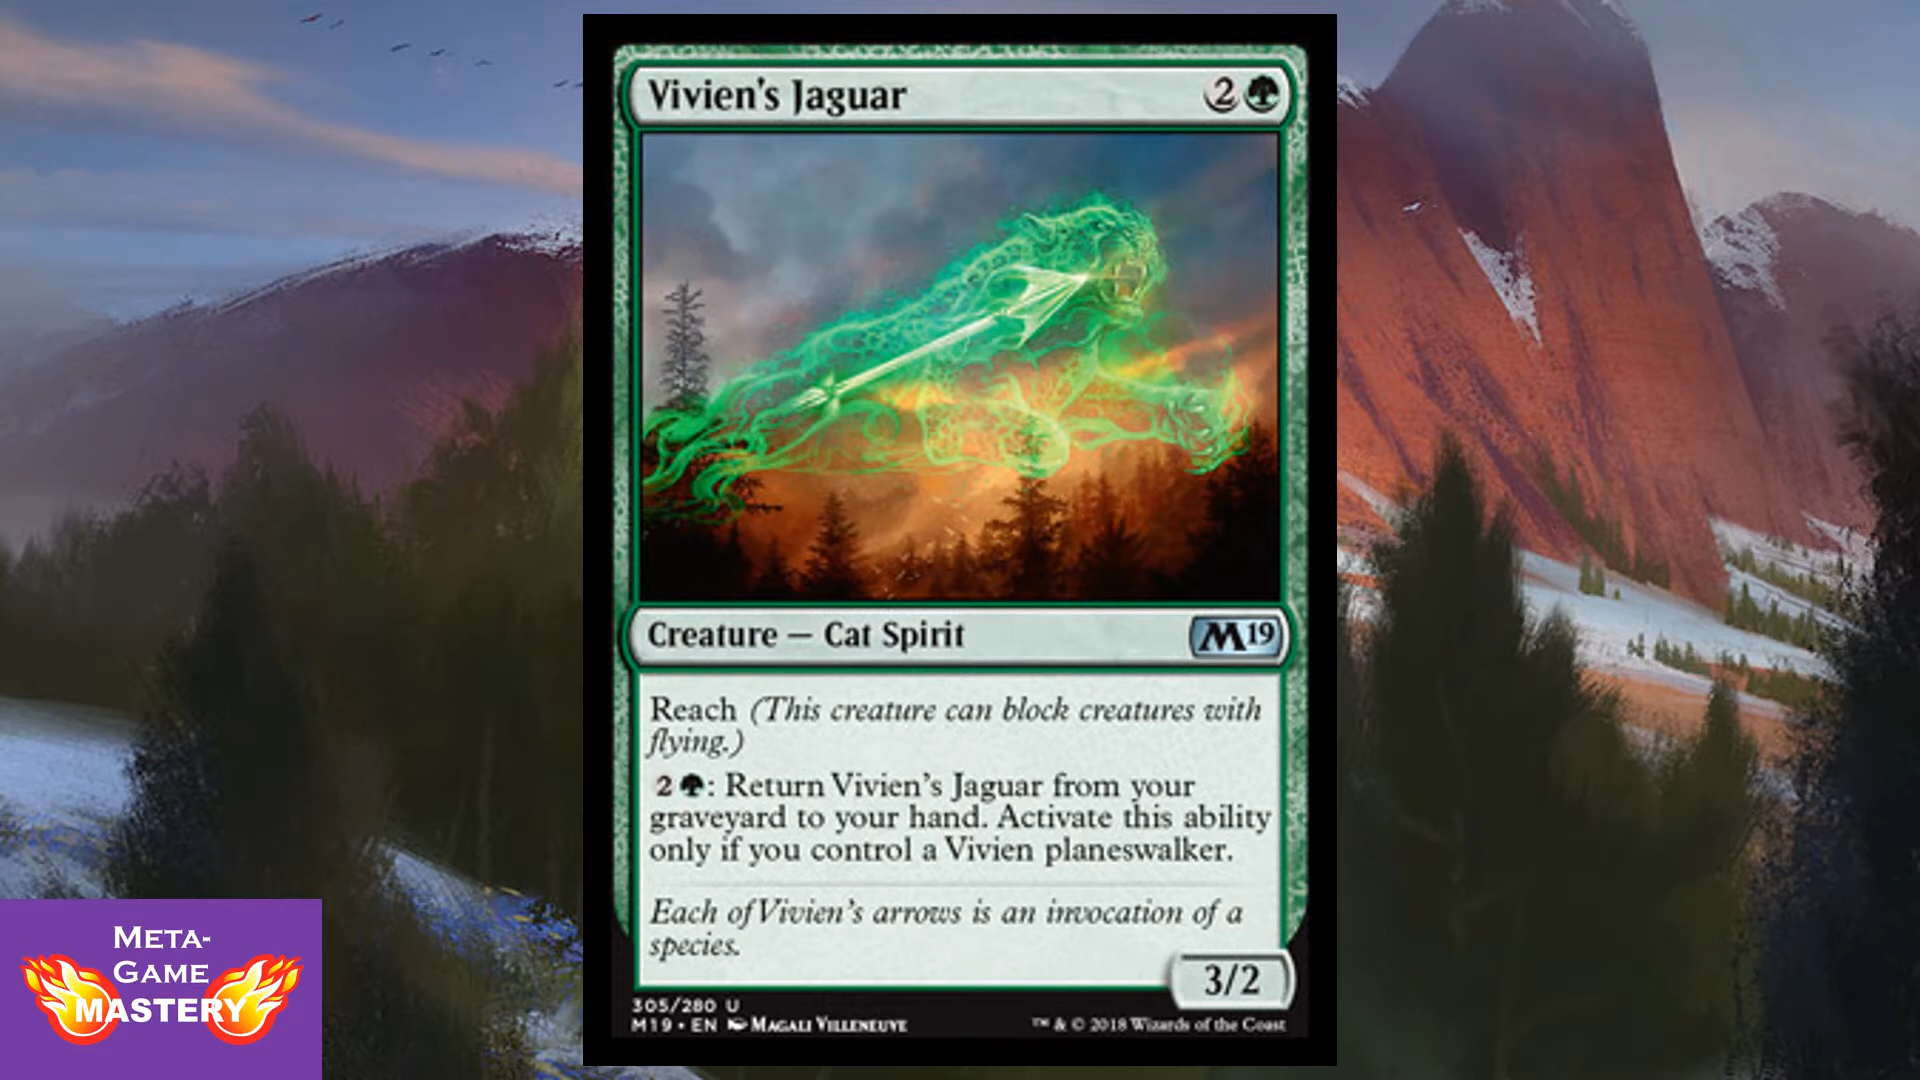 Vivien's Jaguar 2
Creature — Cat Spirit M19
Reach (This creature can block creatures with
flying.)
2 : Return Vivien's Jaguar from your
graveyard to your hand. Activate this ability
only if you control a Vivien planeswalker.
Each of Vivien's arrows is an invocation of a
species.
3/2
305/280 U
M19 • EN MAGALI VILLENEUVE
™ & © 2018 Wizards of the Coast
META-
GAME
MASTERY